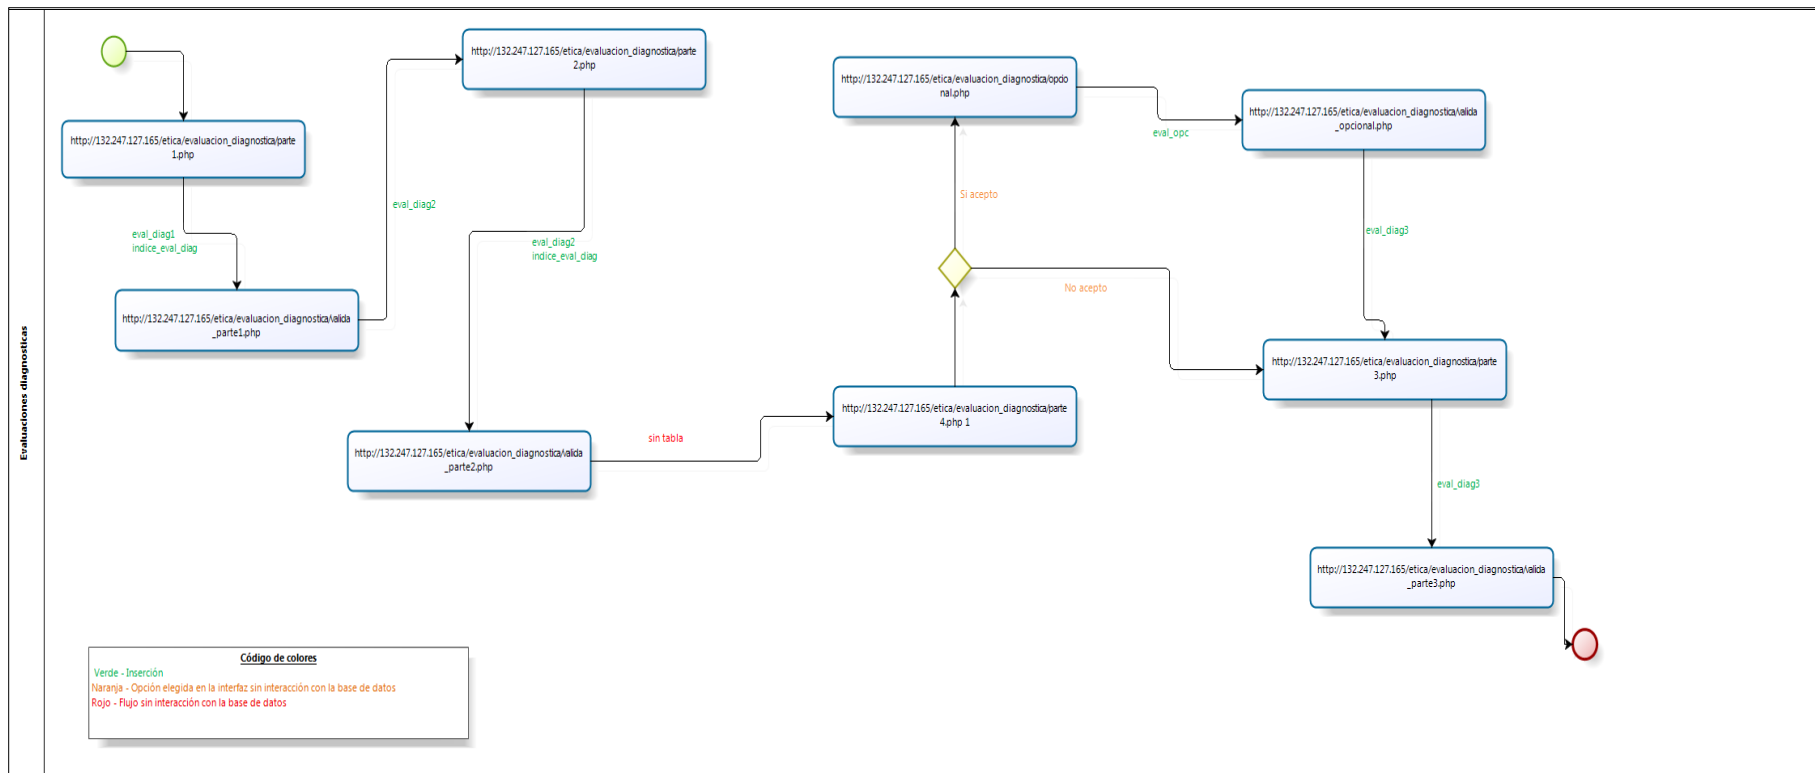 Evaluaciones diagnosticas
http://132.247.127.165/etica/evaluacion_diagnostica/parte
1.php
eval_diag1
indice_eval_diag
http://132.247.127.165/etica/evaluacion_diagnostica/valida
_parte1.php
eval_diag2
http://132.247.127.165/etica/evaluacion_diagnostica/parte
2.php
eval_diag2
indice_eval_diag
http://132.247.127.165/etica/evaluacion_diagnostica/valida
_parte2.php
sin tabla
http://132.247.127.165/etica/evaluacion_diagnostica/parte
4.php 1
Si acepto
No acepto
http://132.247.127.165/etica/evaluacion_diagnostica/opcio
nal.php
eval_opc
http://132.247.127.165/etica/evaluacion_diagnostica/valida
_opcional.php
eval_diag3
http://132.247.127.165/etica/evaluacion_diagnostica/parte
3.php
eval_diag3
http://132.247.127.165/etica/evaluacion_diagnostica/valida
_parte3.php
Código de colores
Verde - Inserción
Naranja - Opción elegida en la interfaz sin interacción con la base de datos
Rojo - Flujo sin interacción con la base de datos